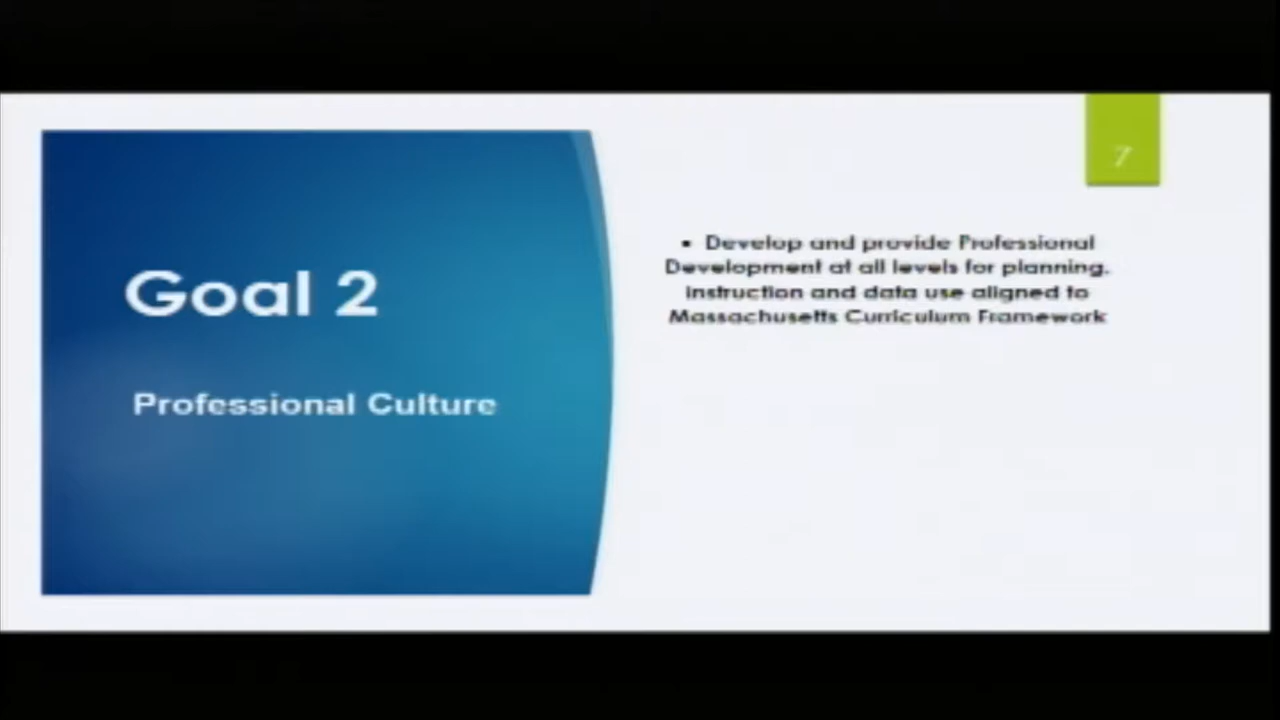 7
Goal 2
Professional Culture
▪ Develop and provide Professional
Development at all levels for planning,
instruction and data use aligned to
Massachusetts Curriculum Framework